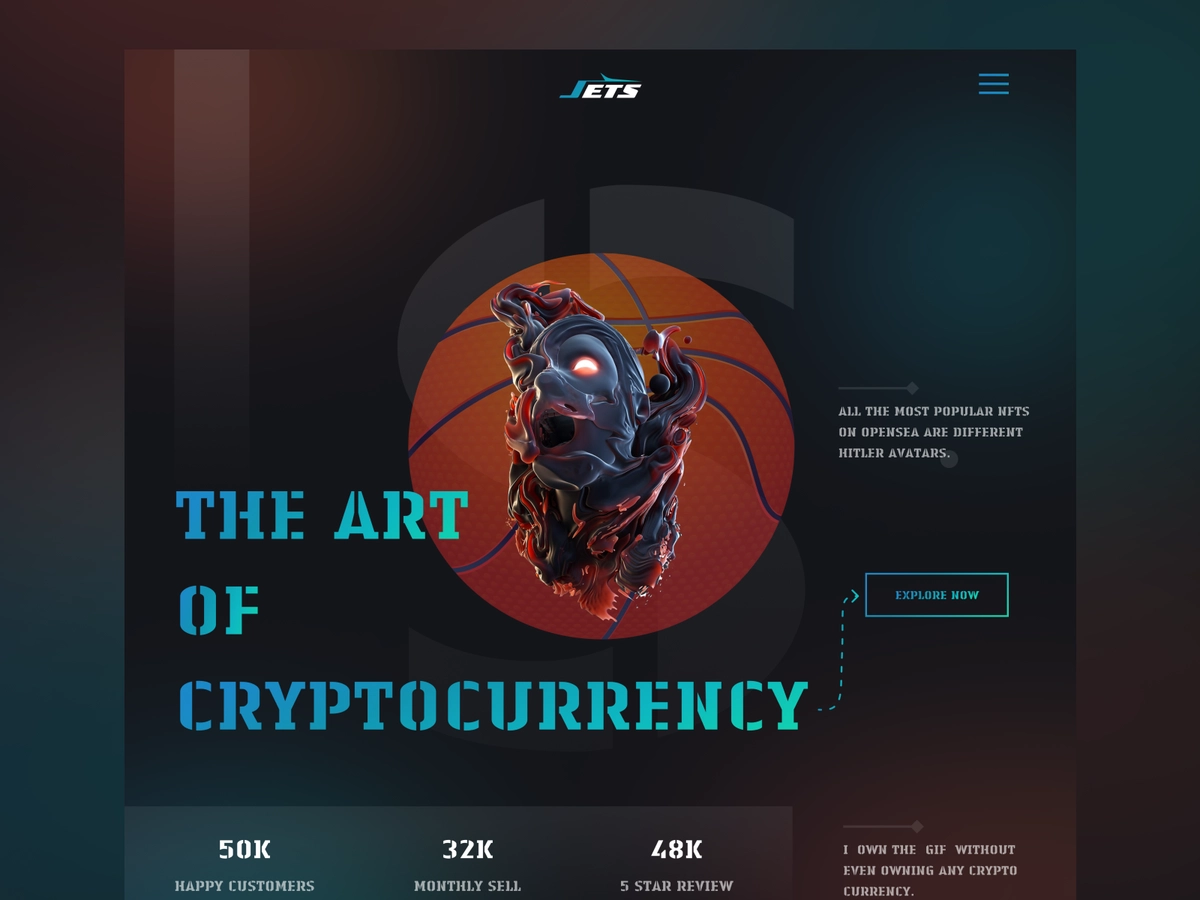 JETS
ALL THE MOST POPULAR NFTS
ON OPENSEA ARE DIFFERENT
HITLER AVATARS.
THE ART
OF
CRYPTOCURRENCY
EXPLORE NOW
50K
HAPPY CUSTOMERS
32K
MONTHLY SELL
48K
5 STAR REVIEW
I OWN THE GIF WITHOUT
EVEN OWNING ANY CRYPTO
CURRENCY.